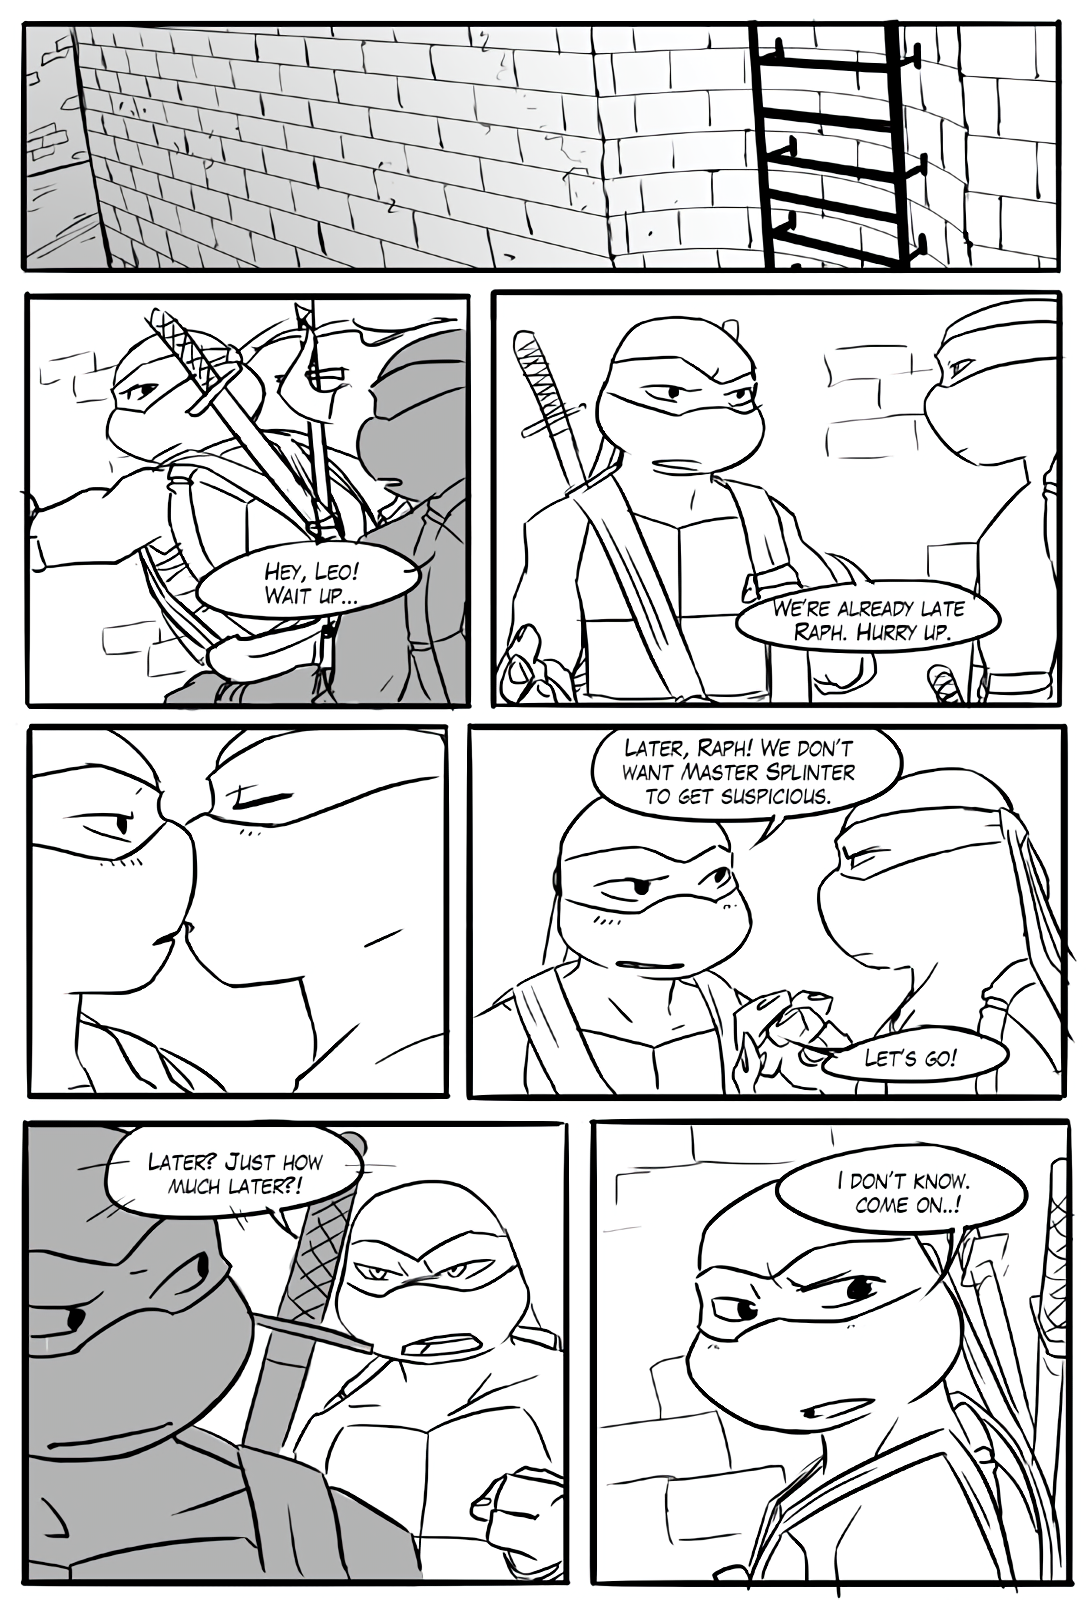 Hey, Leo!
Wait up...
We're already late
Raph. Hurry up.
Later, Raph! We don't
want Master Splinter
to get suspicious.
Let's go!
Later? Just how
much later?!
I don't know.
Come on..!